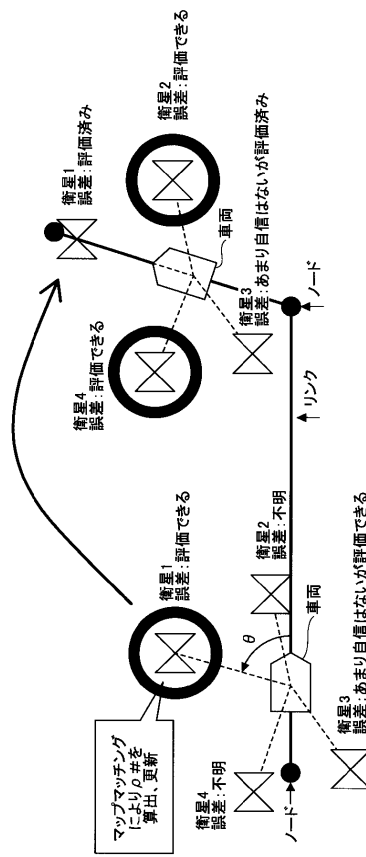 マップマッチング
によりρ#を
算出、更新
衛星1
誤差:評価できる
衛星4
誤差:不明
衛星2
誤差:不明
θ
車両
ノード
衛星3
誤差:あまり自信はないが評価できる
リンク
ノード
衛星4
誤差:評価できる
衛星1
誤差:評価済み
衛星2
誤差:評価できる
車両
衛星3
誤差:あまり自信はないが評価済み